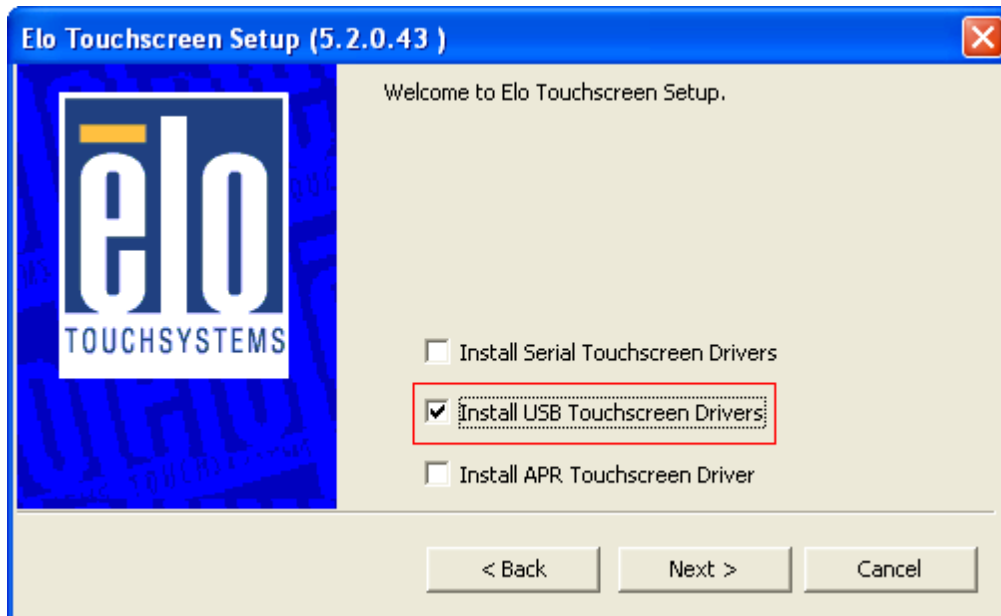 Elo Touchscreen Setup (5.2.0.43 )
Welcome to Elo Touchscreen Setup.
ēlo
TOUCHSYSTEMS
Install Serial Touchscreen Drivers
Install USB Touchscreen Drivers
Install APR Touchscreen Driver
< Back
Next >
Cancel